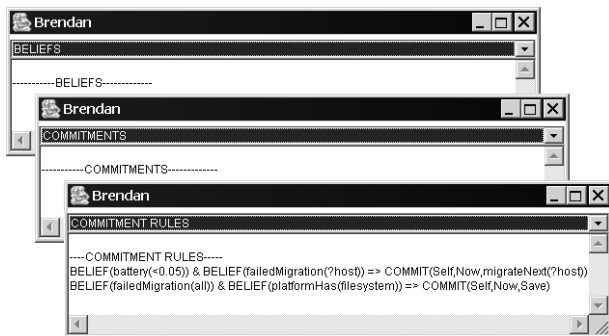 Brendan
BELIEFS
-----------BELIEFS-------------
Brendan
COMMITMENTS
-----------COMMITMENTS-------------
Brendan
COMMITMENT RULES
----COMMITMENT RULES-----
BELIEF(battery(<0.05)) & BELIEF(failedMigration(?host)) => COMMIT(Self,Now,migrateNext(?host))
BELIEF(failedMigration(all)) & BELIEF(platformHas(filesystem)) => COMMIT(Self,Now,Save)